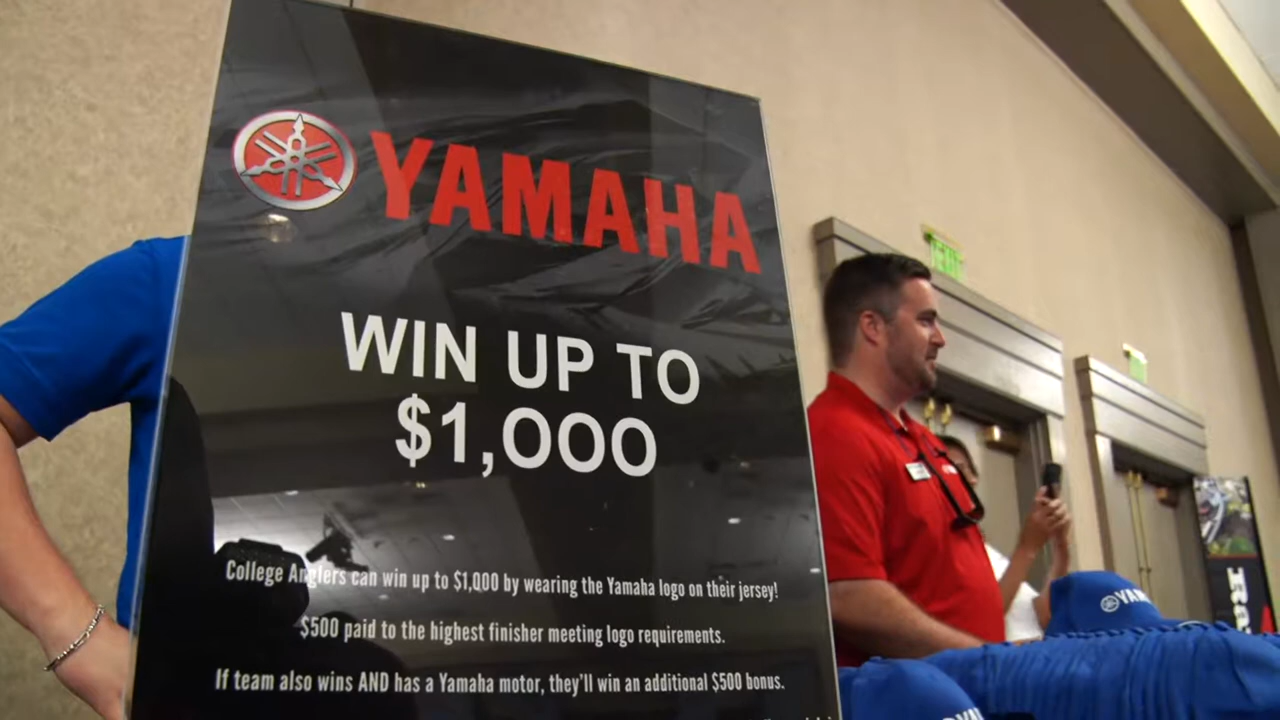 YAMAHA
WIN UP TO
$1,000
College Anglers can win up to $1,000 by wearing the Yamaha logo on their jersey!
$500 paid to the highest finisher meeting logo requirements.
If team also wins AND has a Yamaha motor, they'll win an additional $500 bonus.
EXIT